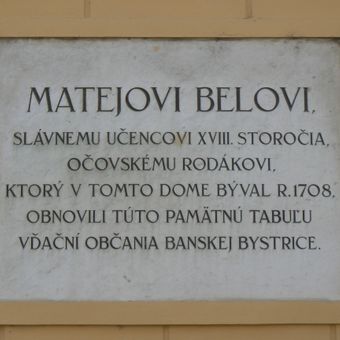 MATEJOVI BELOVI,
SLÁVNEMU UČENCOVI XVIII. STOROČIA,
OČOVSKÉMU RODÁKOVI,
KTORÝ V TOMTO DOME BÝVAL R.1708,
OBNOVILI TÚTO PAMÄTNÚ TABUĽU
VĎAČNÍ OBČANIA BANSKEJ BYSTRICE.